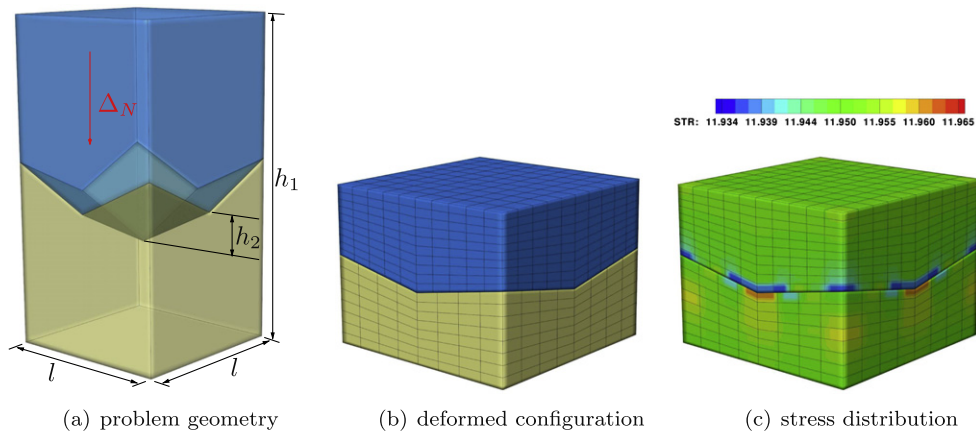 Δ_N
h_1
h_2
l
l
STR: 11.934 11.939 11.944 11.950 11.955 11.960 11.965
(a) problem geometry
(b) deformed configuration
(c) stress distribution